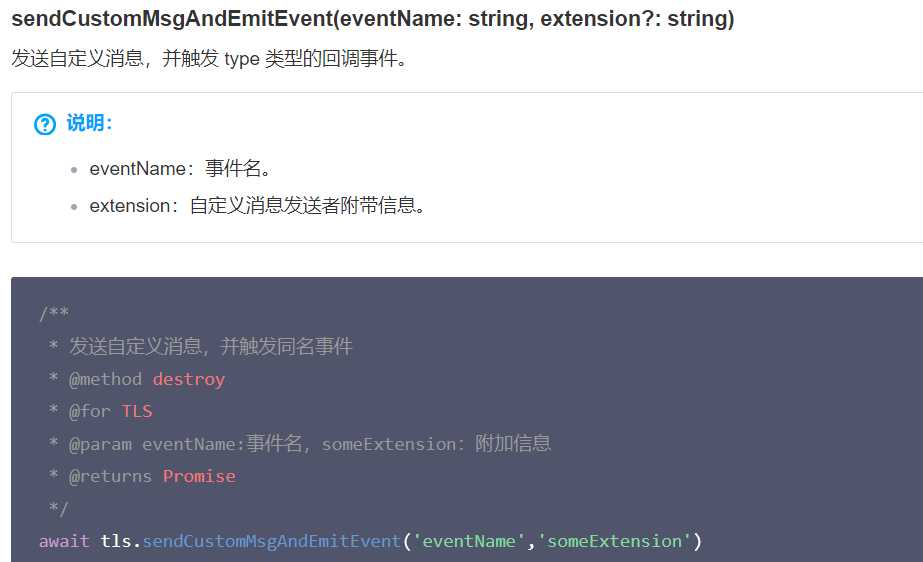 sendCustomMsgAndEmitEvent(eventName: string, extension?: string)
发送自定义消息，并触发 type 类型的回调事件。
说明：
eventName：事件名。
extension：自定义消息发送者附带信息。
/**
* 发送自定义消息，并触发同名事件
* @method destroy
* @for TLS
* @param eventName:事件名，someExtension：附加信息
* @returns Promise
*/
await tls.sendCustomMsgAndEmitEvent('eventName','someExtension')